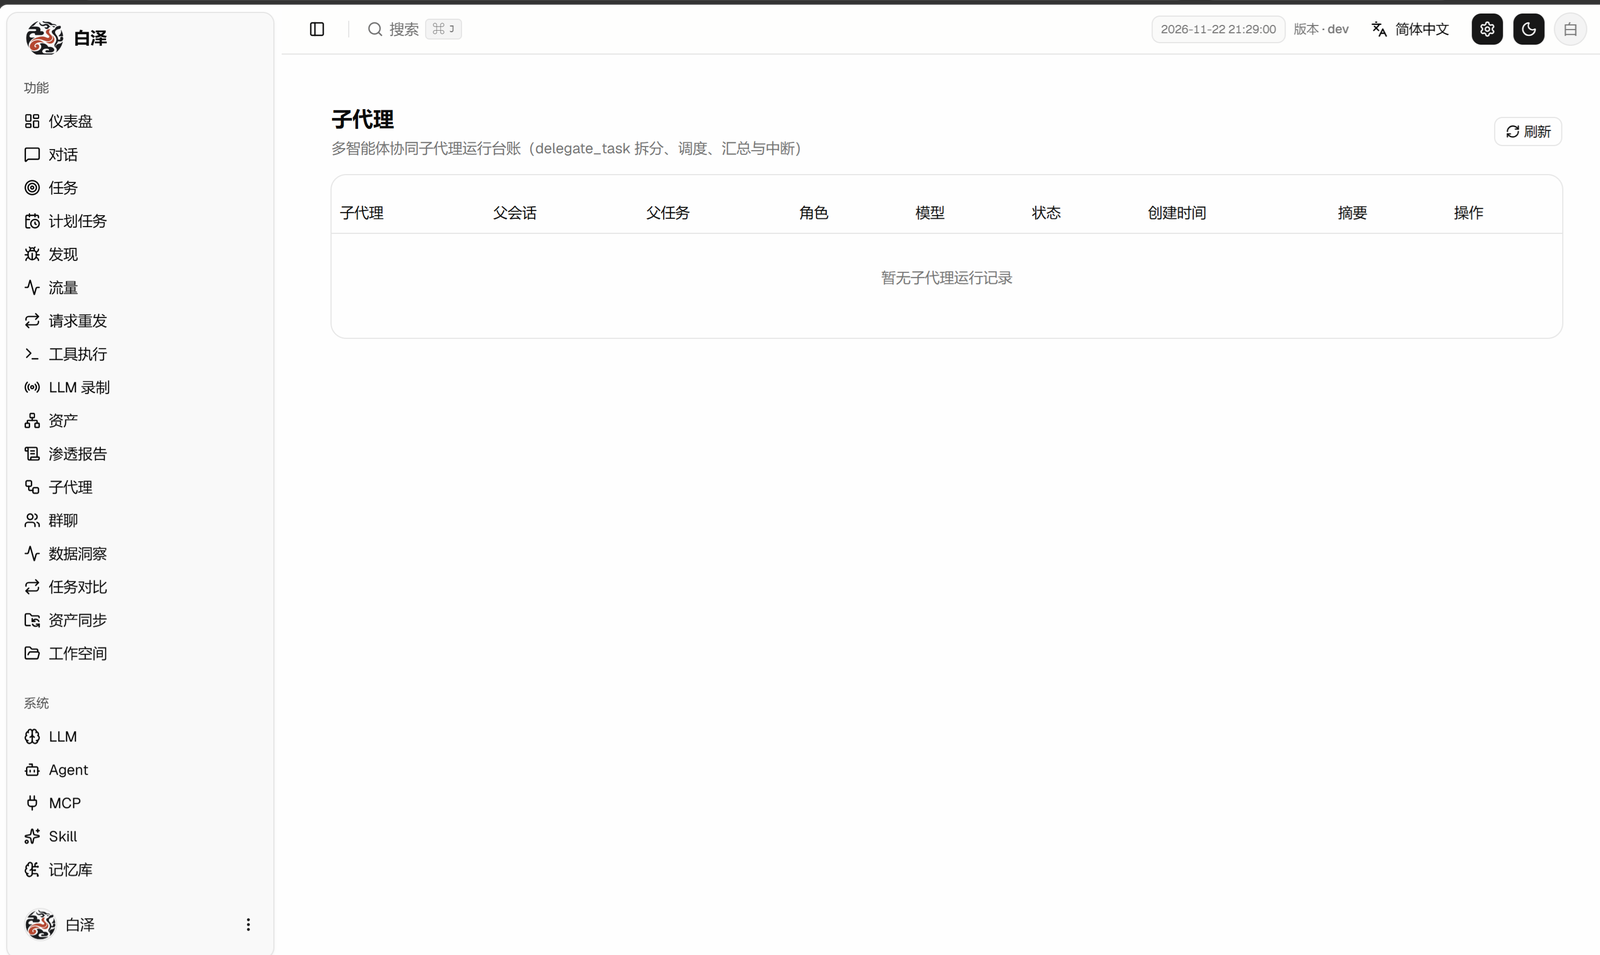 白泽
功能
仪表盘
对话
任务
计划任务
发现
流量
请求重发
工具执行
LLM 录制
资产
渗透报告
子代理
群聊
数据洞察
任务对比
资产同步
工作空间
系统
LLM
Agent
MCP
Skill
记忆库
白泽
搜索 ⌘ J
2026-11-22 21:29:00 版本 · dev 简体中文 白
子代理
多智能体协同子代理运行台账（delegate_task 拆分、调度、汇总与中断）
刷新
子代理 父会话 父任务 角色 模型 状态 创建时间 摘要 操作
暂无子代理运行记录